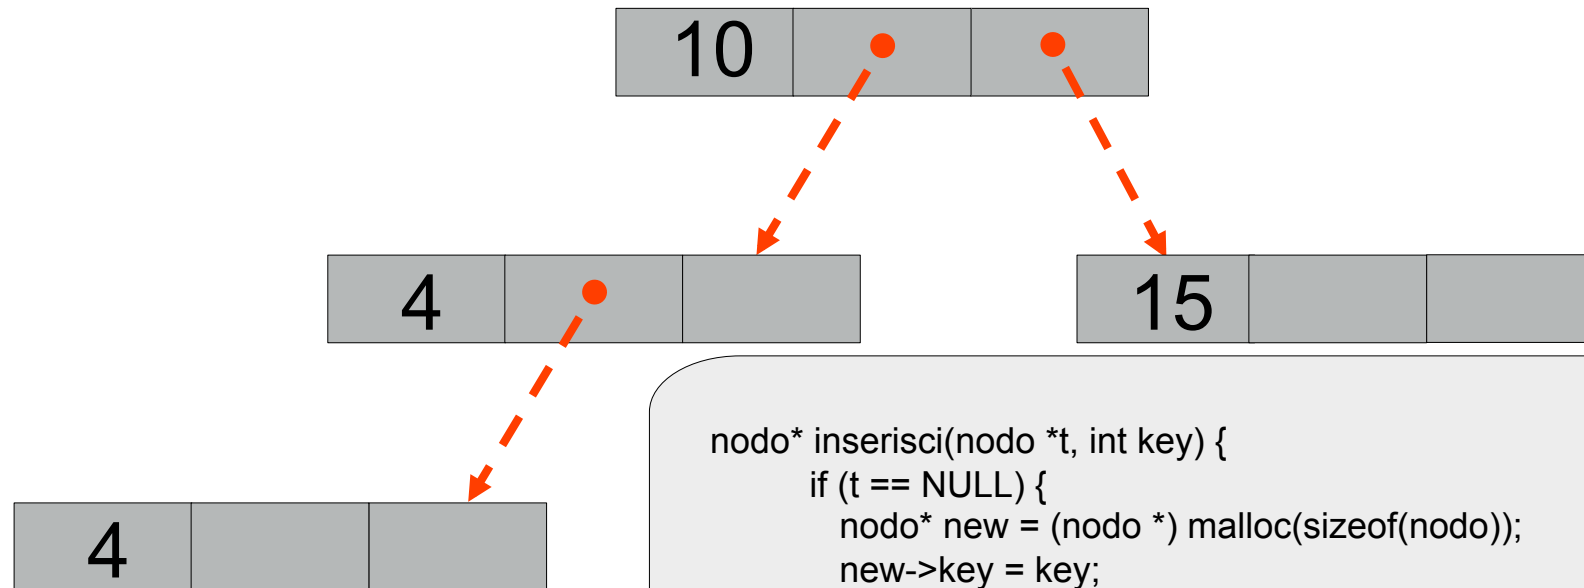 10
4
15
nodo* inserisci(nodo *t, int key) {
if (t == NULL) {
nodo* new = (nodo *) malloc(sizeof(nodo));
4
new->key = key;